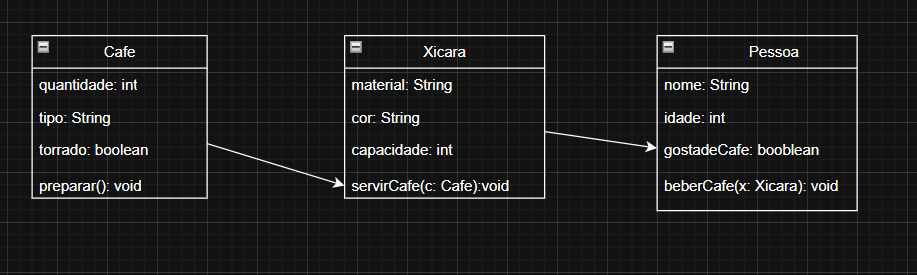 Cafe
quantidade: int
tipo: String
torrado: boolean
preparar(): void
Xicara
material: String
cor: String
capacidade: int
servirCafe(c: Cafe):void
Pessoa
nome: String
idade: int
gostadeCafe: booblean
beberCafe(x: Xicara): void